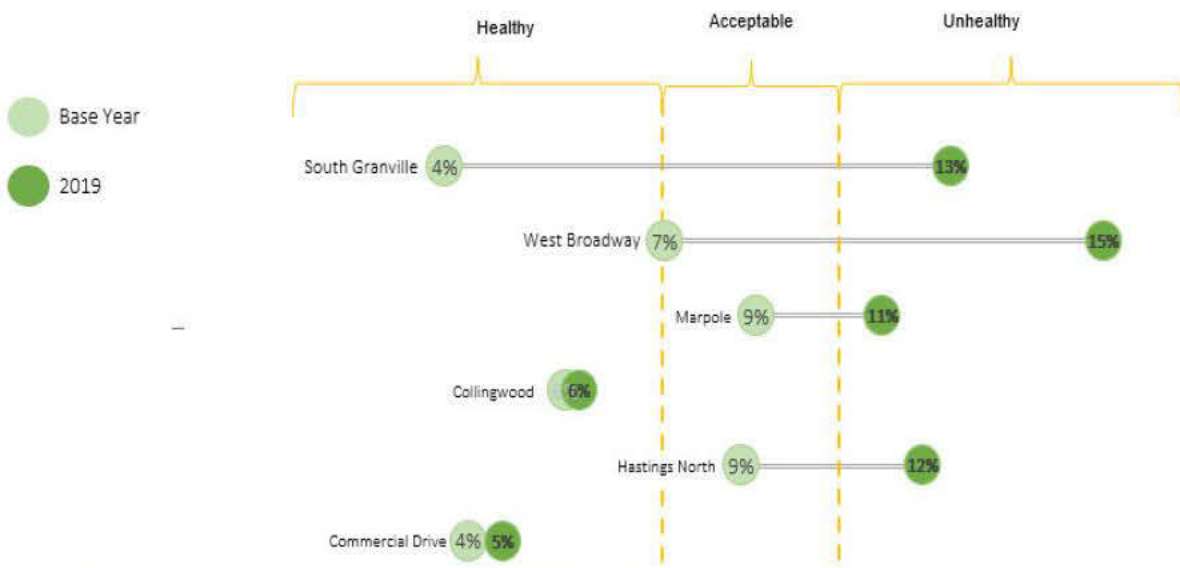 Healthy
Acceptable
Unhealthy
Base Year
2019
South Granville 4% 13%
West Broadway 7% 15%
Marpole 9% 11%
Collingwood 6%
Hastings North 9% 12%
Commercial Drive 4% 5%